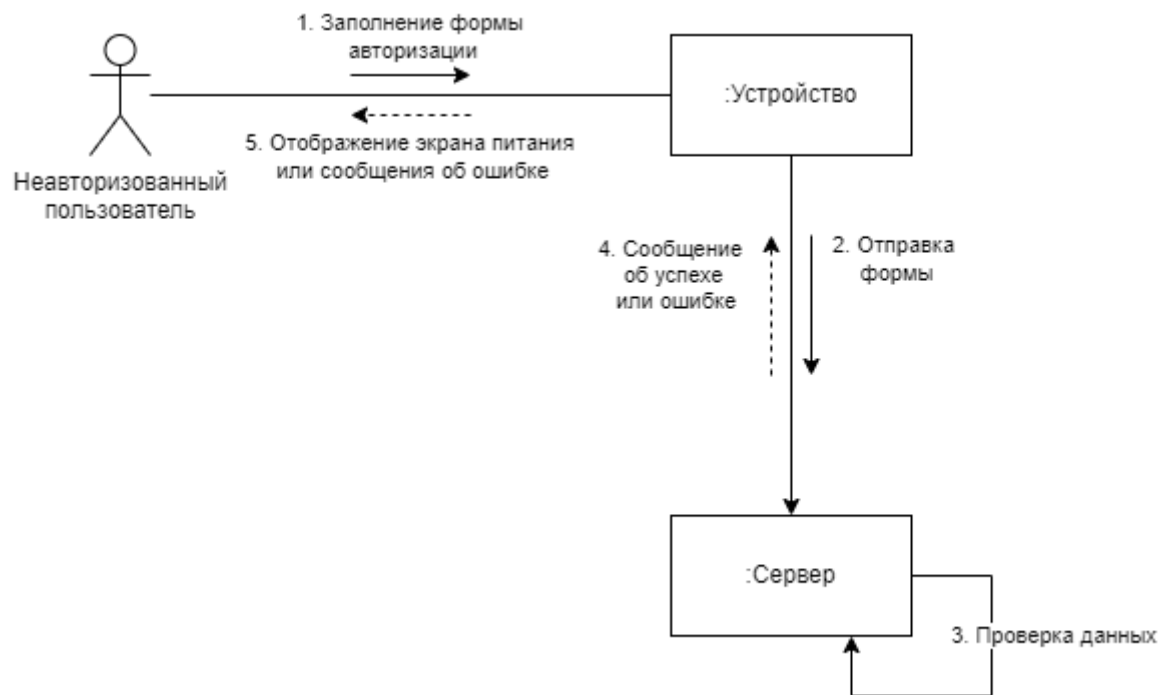 1. Заполнение формы
авторизации
:Устройство
5. Отображение экрана питания
или сообщения об ошибке
Неавторизованный
пользователь
4. Сообщение
об успехе
или ошибке
2. Отправка
формы
:Сервер
3. Проверка данных